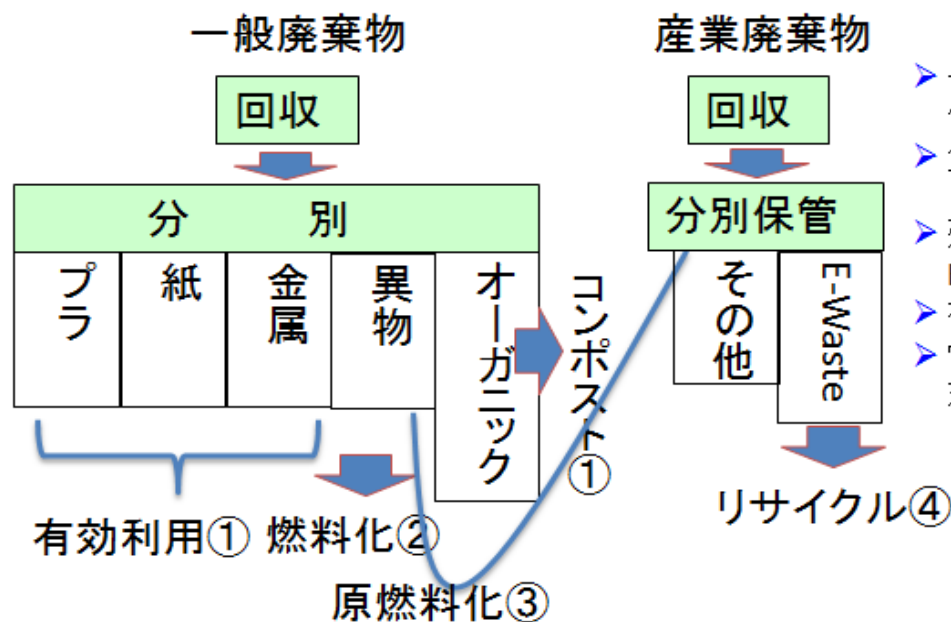 一般廃棄物
産業廃棄物
回収
回収
分　別
分別保管
プラ
紙
金属
異物
オーガニック
コンポスト①
その他
E-Waste
有効利用①
燃料化②
原燃料化③
リサイクル④